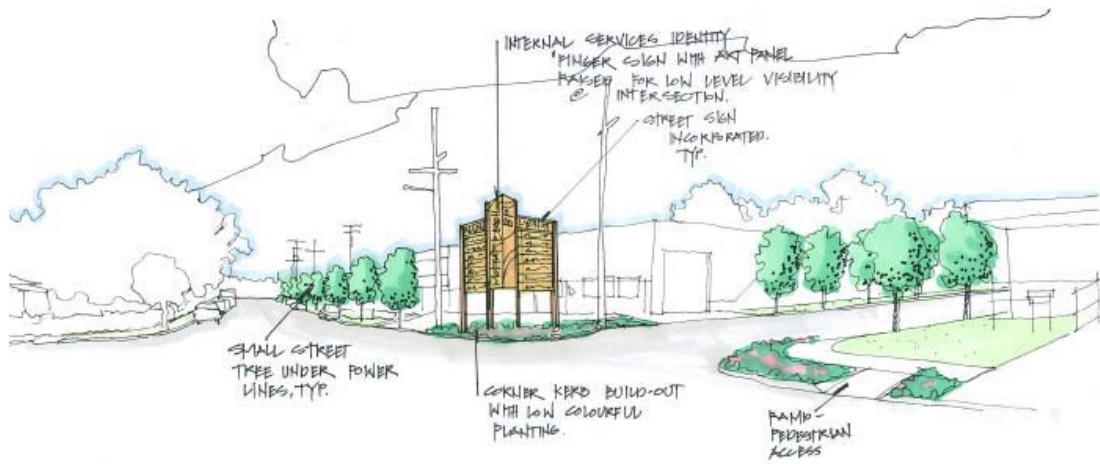 INTERNAL SERVICES IDENTITY
'FINGER SIGN WITH ART PANEL
RAISED FOR LOW LEVEL VISIBILITY
@ INTERSECTION.
STREET SIGN
INCORPORATED.
TYP.
SMALL STREET
TREE UNDER POWER
LINES, TYP.
CORNER KERB BUILD-OUT
WITH LOW COLOURFUL
PLANTING.
RAMP-
PEDESTRIAN
ACCESS